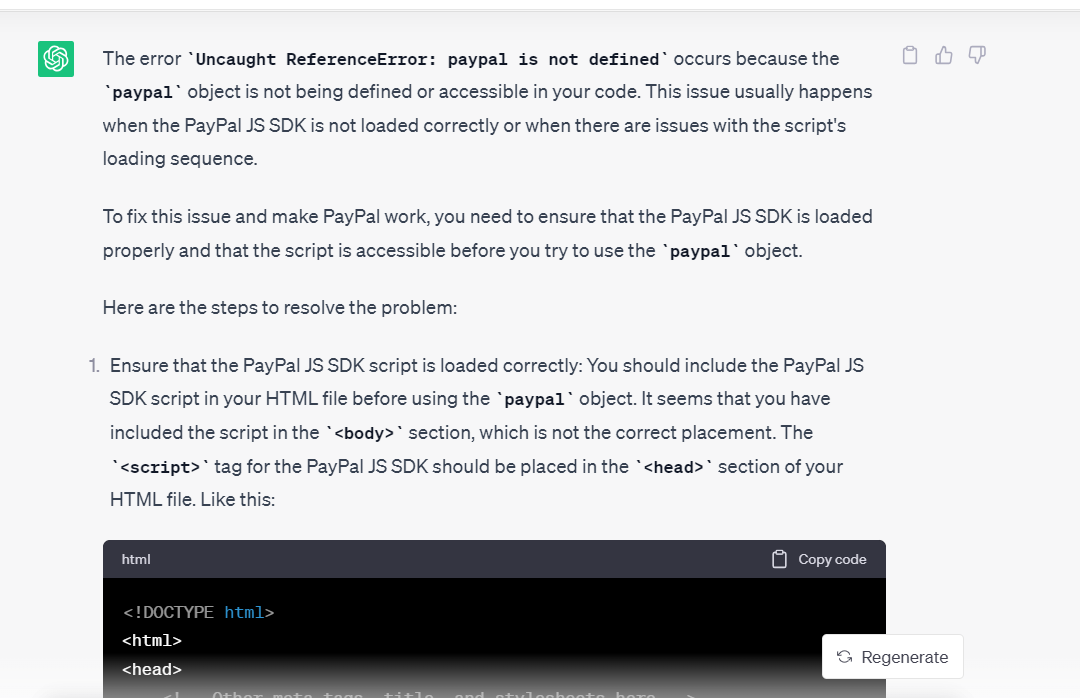 The error `Uncaught ReferenceError: paypal is not defined` occurs because the
`paypal` object is not being defined or accessible in your code. This issue usually happens
when the PayPal JS SDK is not loaded correctly or when there are issues with the script's
loading sequence.
To fix this issue and make PayPal work, you need to ensure that the PayPal JS SDK is loaded
properly and that the script is accessible before you try to use the `paypal` object.
Here are the steps to resolve the problem:
1. Ensure that the PayPal JS SDK script is loaded correctly: You should include the PayPal JS
SDK script in your HTML file before using the `paypal` object. It seems that you have
included the script in the `<body>` section, which is not the correct placement. The
`<script>` tag for the PayPal JS SDK should be placed in the `<head>` section of your
HTML file. Like this:
html
Copy code
<!DOCTYPE html>
<html>
<head>
Regenerate
<!-- Other meta tags, title, and stylesheets here -->